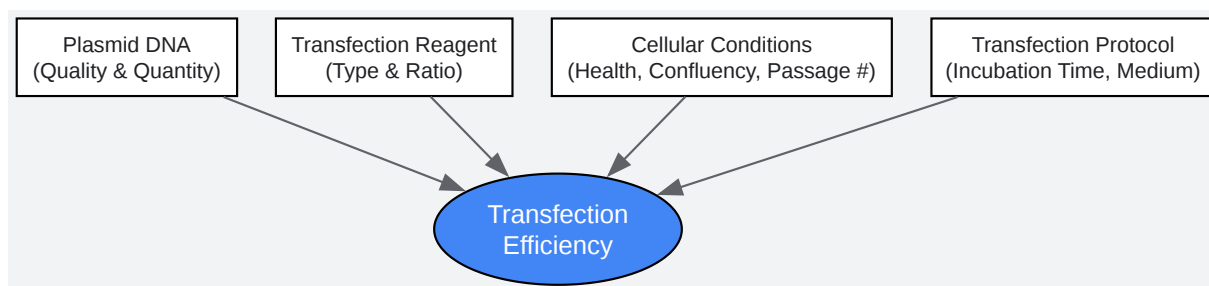 Plasmid DNA
(Quality & Quantity)
Transfection Reagent
(Type & Ratio)
Cellular Conditions
(Health, Confluency, Passage #)
Transfection Protocol
(Incubation Time, Medium)
Transfection
Efficiency